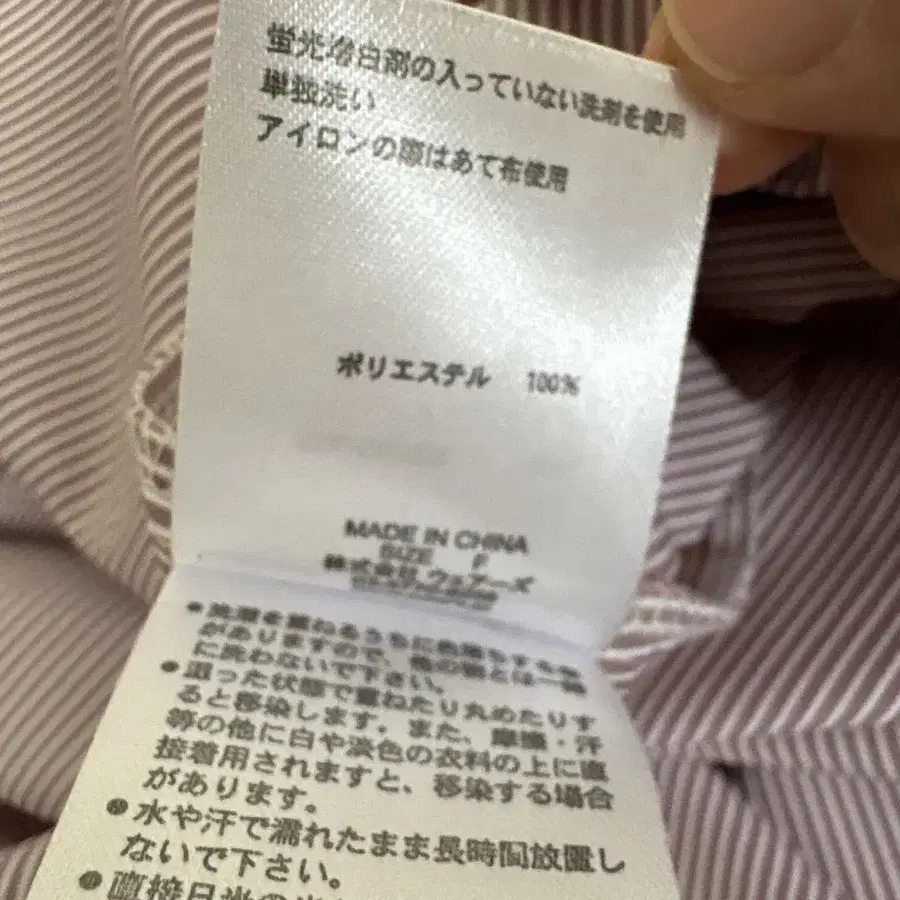 蛍光増白剤の入っていない洗剤を使用
単独洗い
アイロンの際はあて布使用
ポリエステル 100%
MADE IN CHINA
SIZE F
株式会社 ウェアーズ
●洗濯を重ねるうちに色落ちする
がありますので、他の物とは一緒
に洗わないで下さい。
●湿った状態で重ねたり丸めたりす
ると移染します。また、摩擦・汗
等の他に白や淡色の衣料の上に直
接着用されますと、移染する場合
があります。
●水や汗で濡れたまま長時間放置し
ないで下さい。
●直接日光の